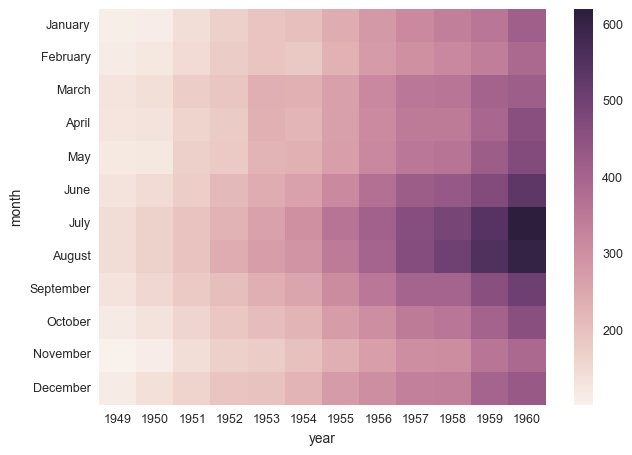 January
February
March
April
May
June
July
August
September
October
November
December
month
1949 1950 1951 1952 1953 1954 1955 1956 1957 1958 1959 1960
year
600
500
400
300
200